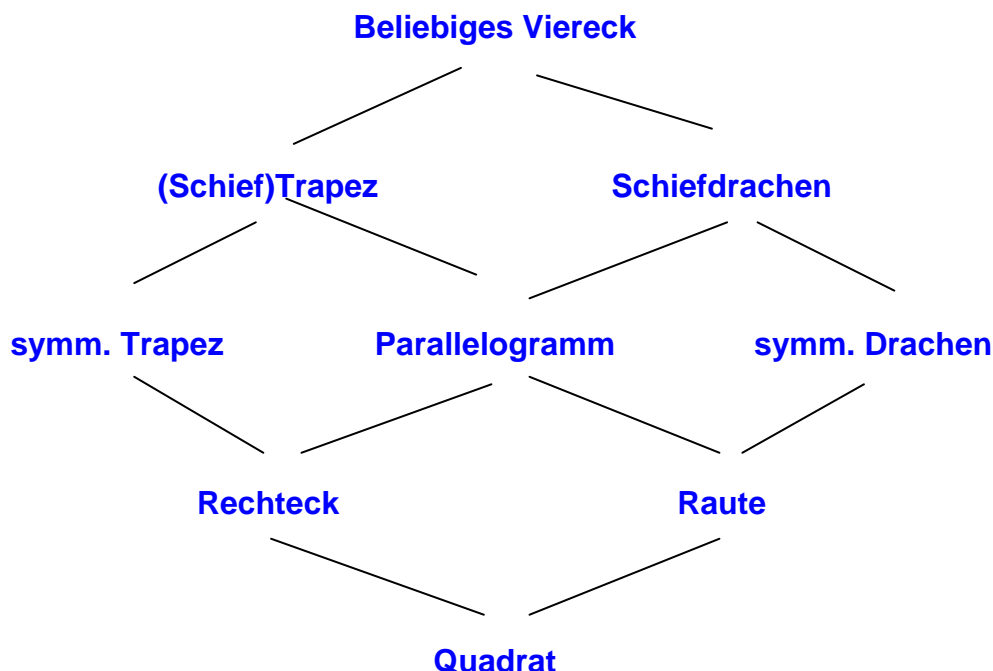 Beliebiges Viereck
(Schief)Trapez Schiefdrachen
symm. Trapez Parallelogramm symm. Drachen
Rechteck Raute
Quadrat